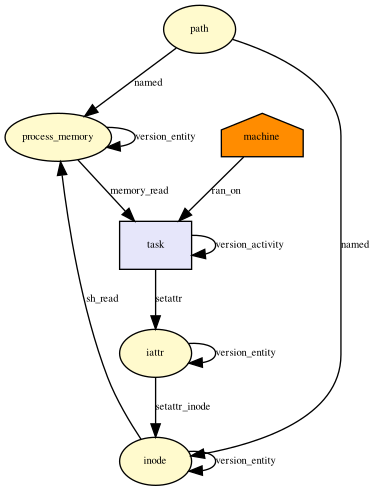 path
named
process_memory
version_entity
machine
memory_read
ran_on
task
version_activity
named
sh_read
setattr
iattr
version_entity
setattr_inode
inode
version_entity